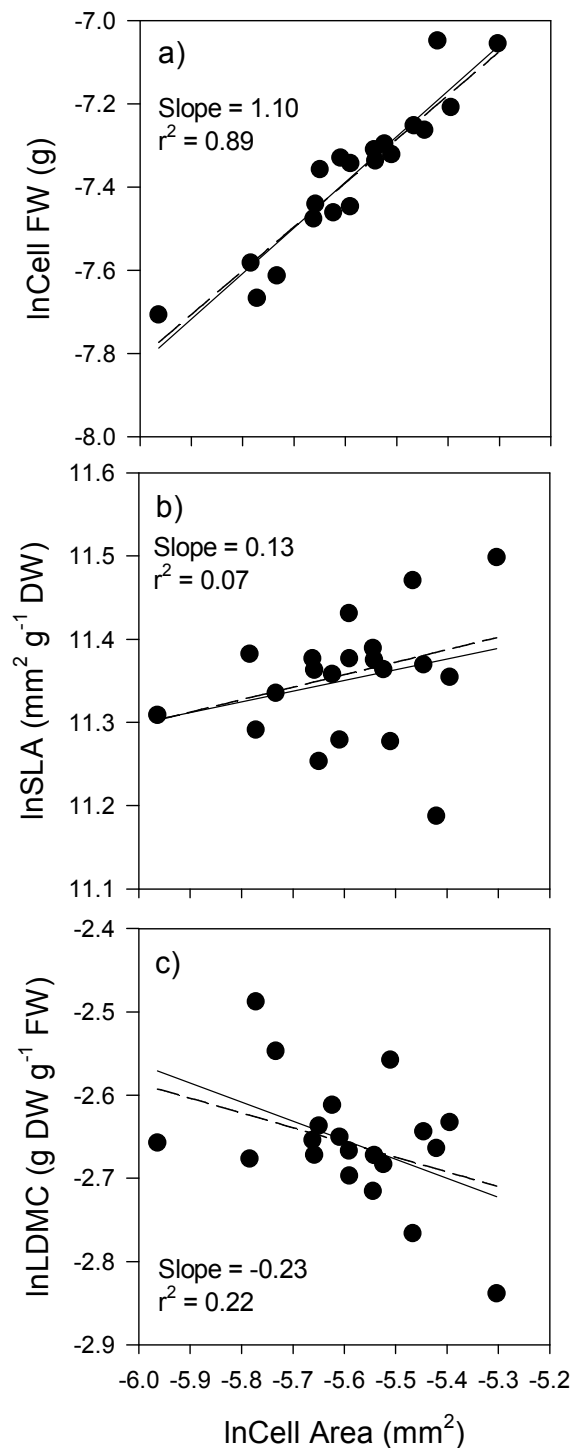 a)
Slope = 1.10
r² = 0.89
lnCell FW (g)
-7.0
-7.2
-7.4
-7.6
-7.8
-8.0
b)
Slope = 0.13
r² = 0.07
lnSLA (mm² g⁻¹ DW)
11.6
11.5
11.4
11.3
11.2
11.1
c)
Slope = -0.23
r² = 0.22
lnLDMC (g DW g⁻¹ FW)
-2.4
-2.5
-2.6
-2.7
-2.8
-2.9
-6.0 -5.9 -5.8 -5.7 -5.6 -5.5 -5.4 -5.3 -5.2
lnCell Area (mm²)